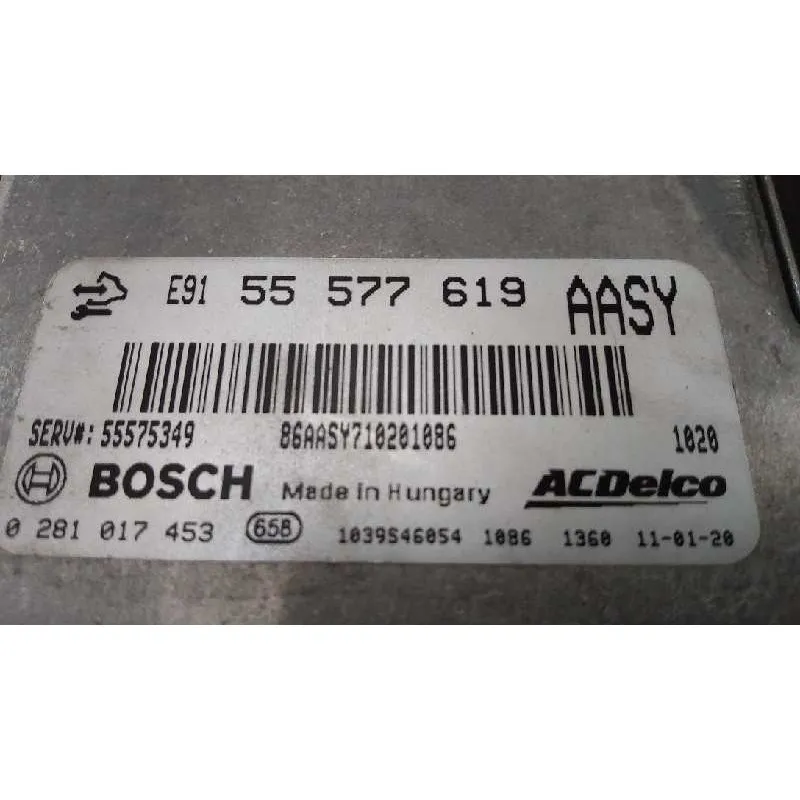 E91 55 577 619 AASY
SERV#: 55575349 86AASY710201086 1020
BOSCH Made in Hungary ACDelco
0 281 017 453 658 1039S46054 1086 1360 11-01-20